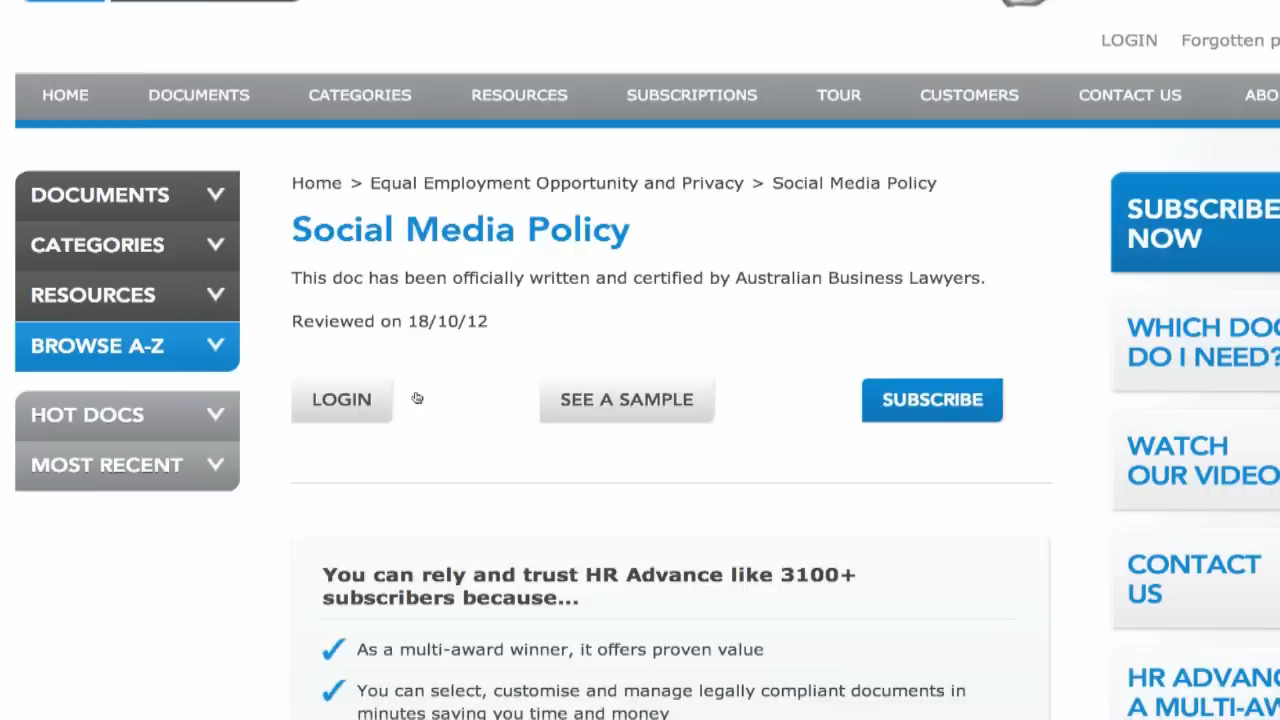 LOGIN Forgotten
HOME DOCUMENTS CATEGORIES RESOURCES SUBSCRIPTIONS TOUR CUSTOMERS CONTACT US ABO
DOCUMENTS
CATEGORIES
RESOURCES
BROWSE A-Z
HOT DOCS
MOST RECENT
Home > Equal Employment Opportunity and Privacy > Social Media Policy
Social Media Policy
This doc has been officially written and certified by Australian Business Lawyers.
Reviewed on 18/10/12
LOGIN SEE A SAMPLE SUBSCRIBE
You can rely and trust HR Advance like 3100+
subscribers because...
As a multi-award winner, it offers proven value
You can select, customise and manage legally compliant documents in
minutes saving you time and money
SUBSCRIBE
NOW
WHICH DOC
DO I NEED?
WATCH
OUR VIDEO
CONTACT
US
HR ADVANC
A MULTI-AW